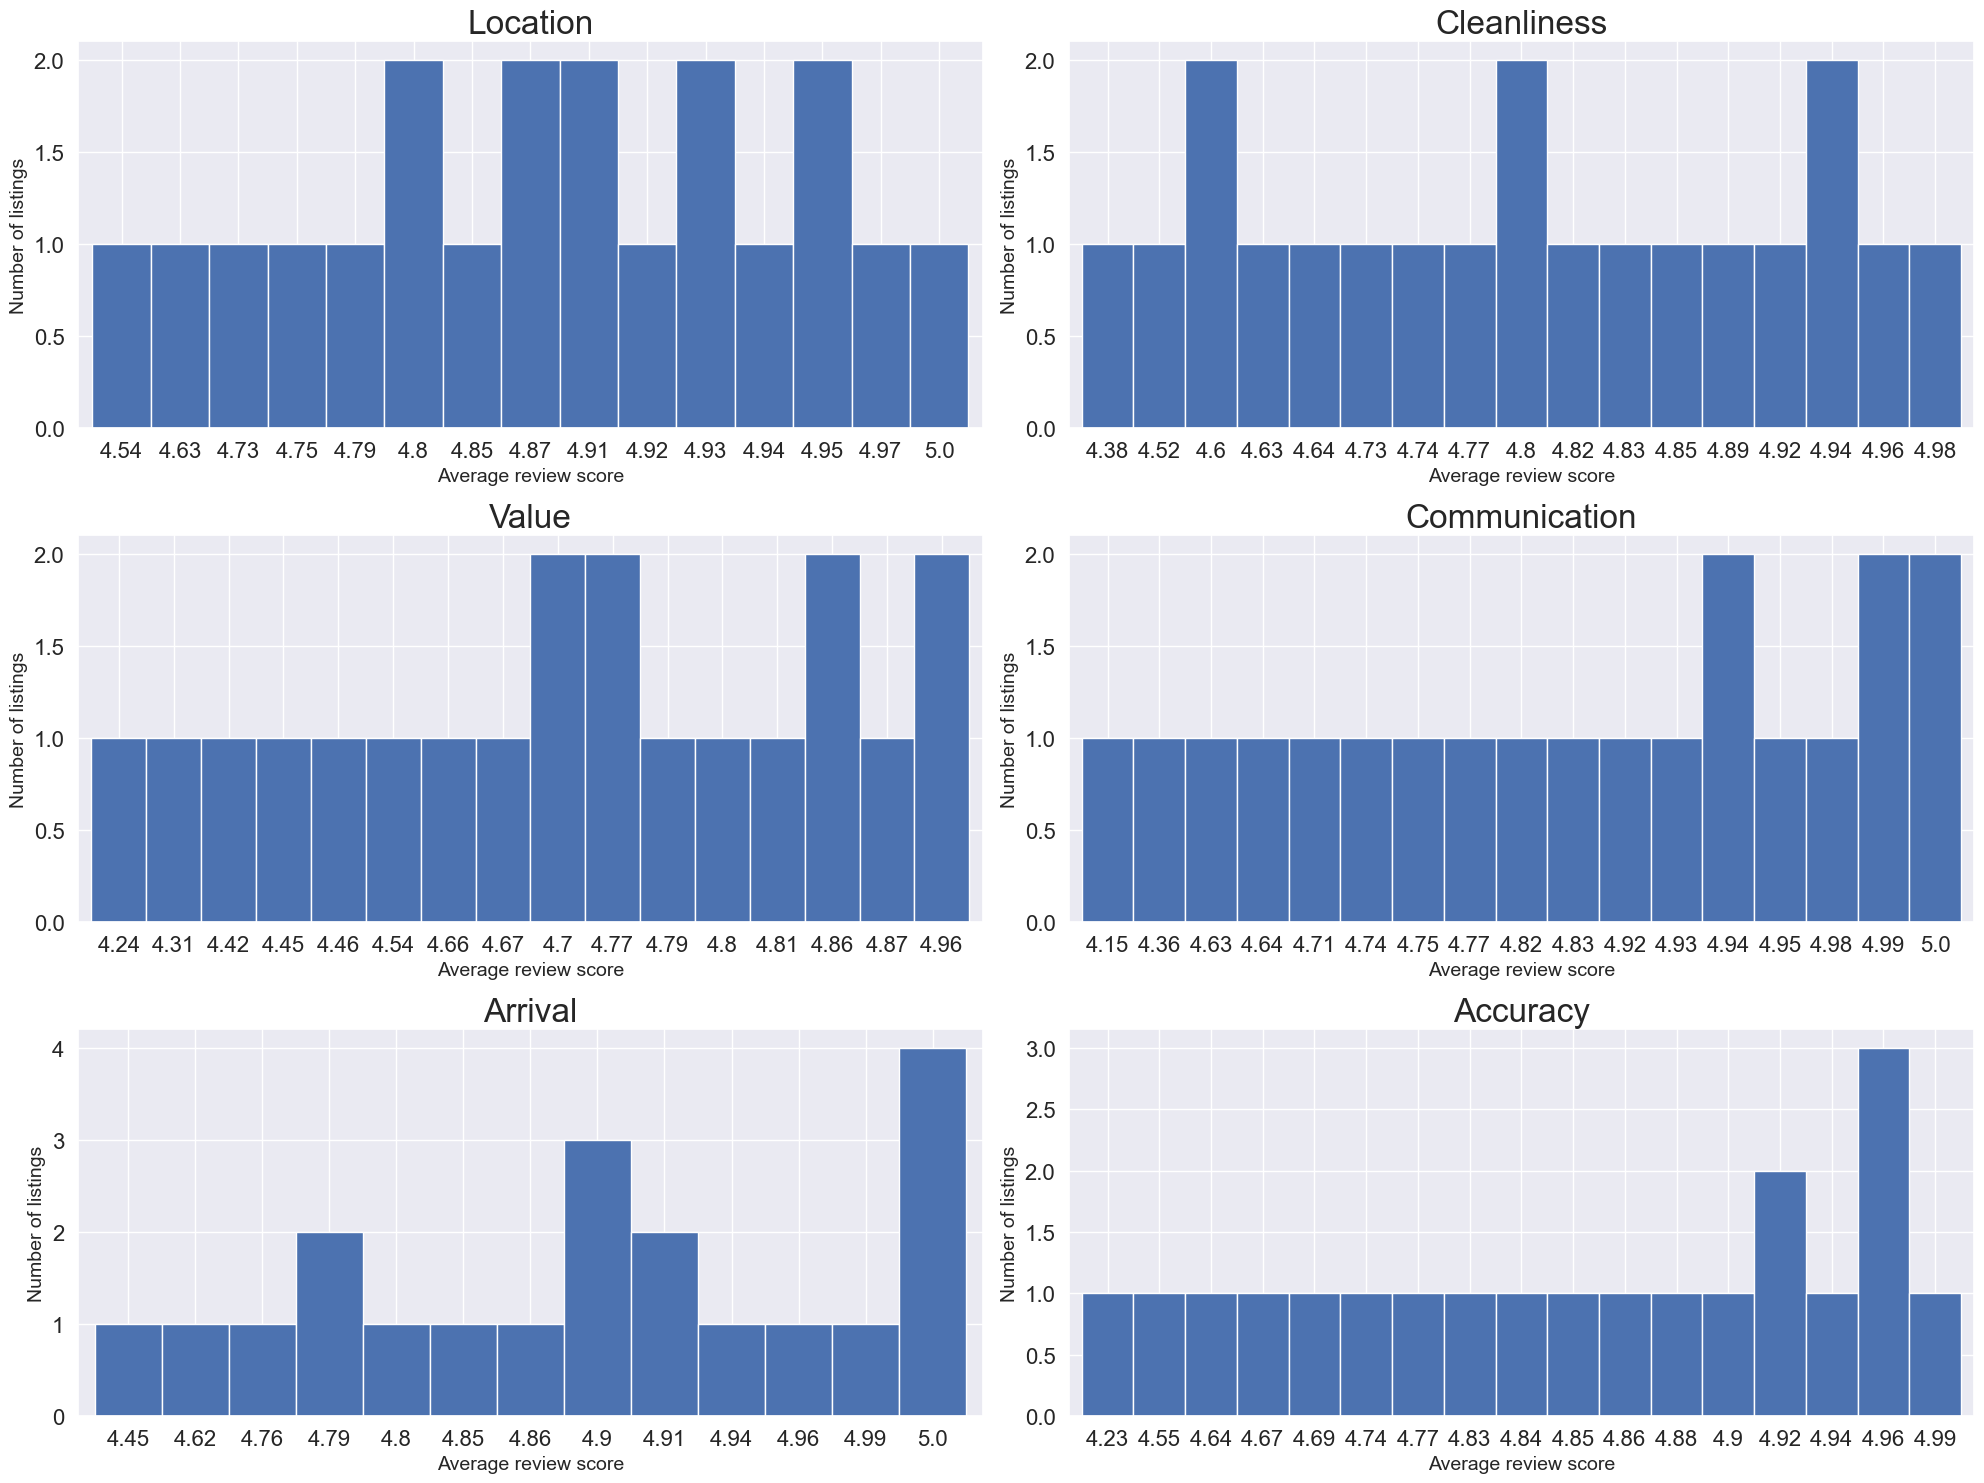 Location
2.0
1.5
1.0
0.5
0.0
Number of listings
4.54 4.63 4.73 4.75 4.79 4.8 4.85 4.87 4.91 4.92 4.93 4.94 4.95 4.97 5.0
Average review score
Cleanliness
2.0
1.5
1.0
0.5
0.0
Number of listings
4.38 4.52 4.6 4.63 4.64 4.73 4.74 4.77 4.8 4.82 4.83 4.85 4.89 4.92 4.94 4.96 4.98
Average review score
Value
2.0
1.5
1.0
0.5
0.0
Number of listings
4.24 4.31 4.42 4.45 4.46 4.54 4.66 4.67 4.7 4.77 4.79 4.8 4.81 4.86 4.87 4.96
Average review score
Communication
2.0
1.5
1.0
0.5
0.0
Number of listings
4.15 4.36 4.63 4.64 4.71 4.74 4.75 4.77 4.82 4.83 4.92 4.93 4.94 4.95 4.98 4.99 5.0
Average review score
Arrival
4
3
2
1
0
Number of listings
4.45 4.62 4.76 4.79 4.8 4.85 4.86 4.9 4.91 4.94 4.96 4.99 5.0
Average review score
Accuracy
3.0
2.5
2.0
1.5
1.0
0.5
0.0
Number of listings
4.23 4.55 4.64 4.67 4.69 4.74 4.77 4.83 4.84 4.85 4.86 4.88 4.9 4.92 4.94 4.96 4.99
Average review score